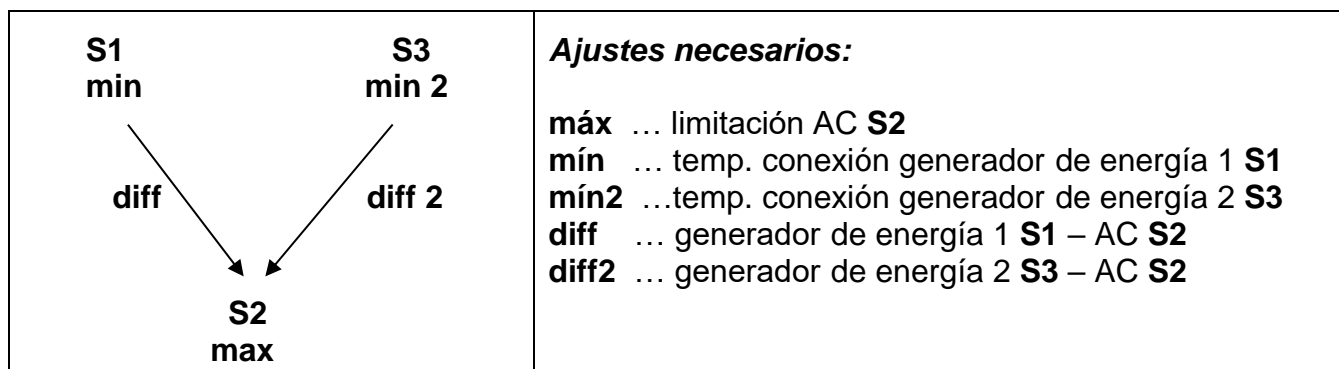 S1 S3
min min 2
diff diff 2
S2
max
Ajustes necesarios:
máx … limitación AC S2
mín … temp. conexión generador de energía 1 S1
mín2 …temp. conexión generador de energía 2 S3
diff … generador de energía 1 S1 – AC S2
diff2 … generador de energía 2 S3 – AC S2